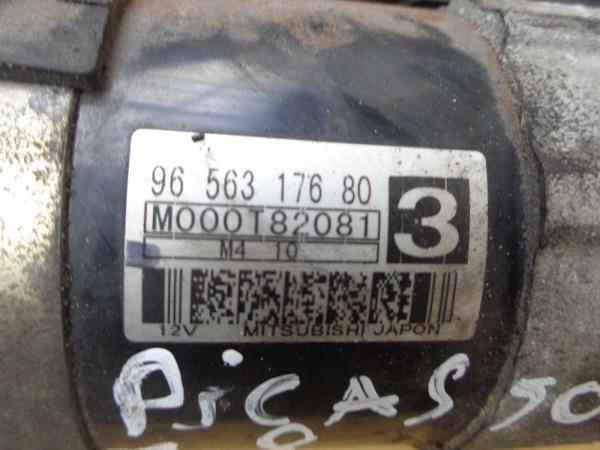 96 563 176 80
3
M000T82081
M4 T0
12V MITSUBISHI JAPON
PiCASSO